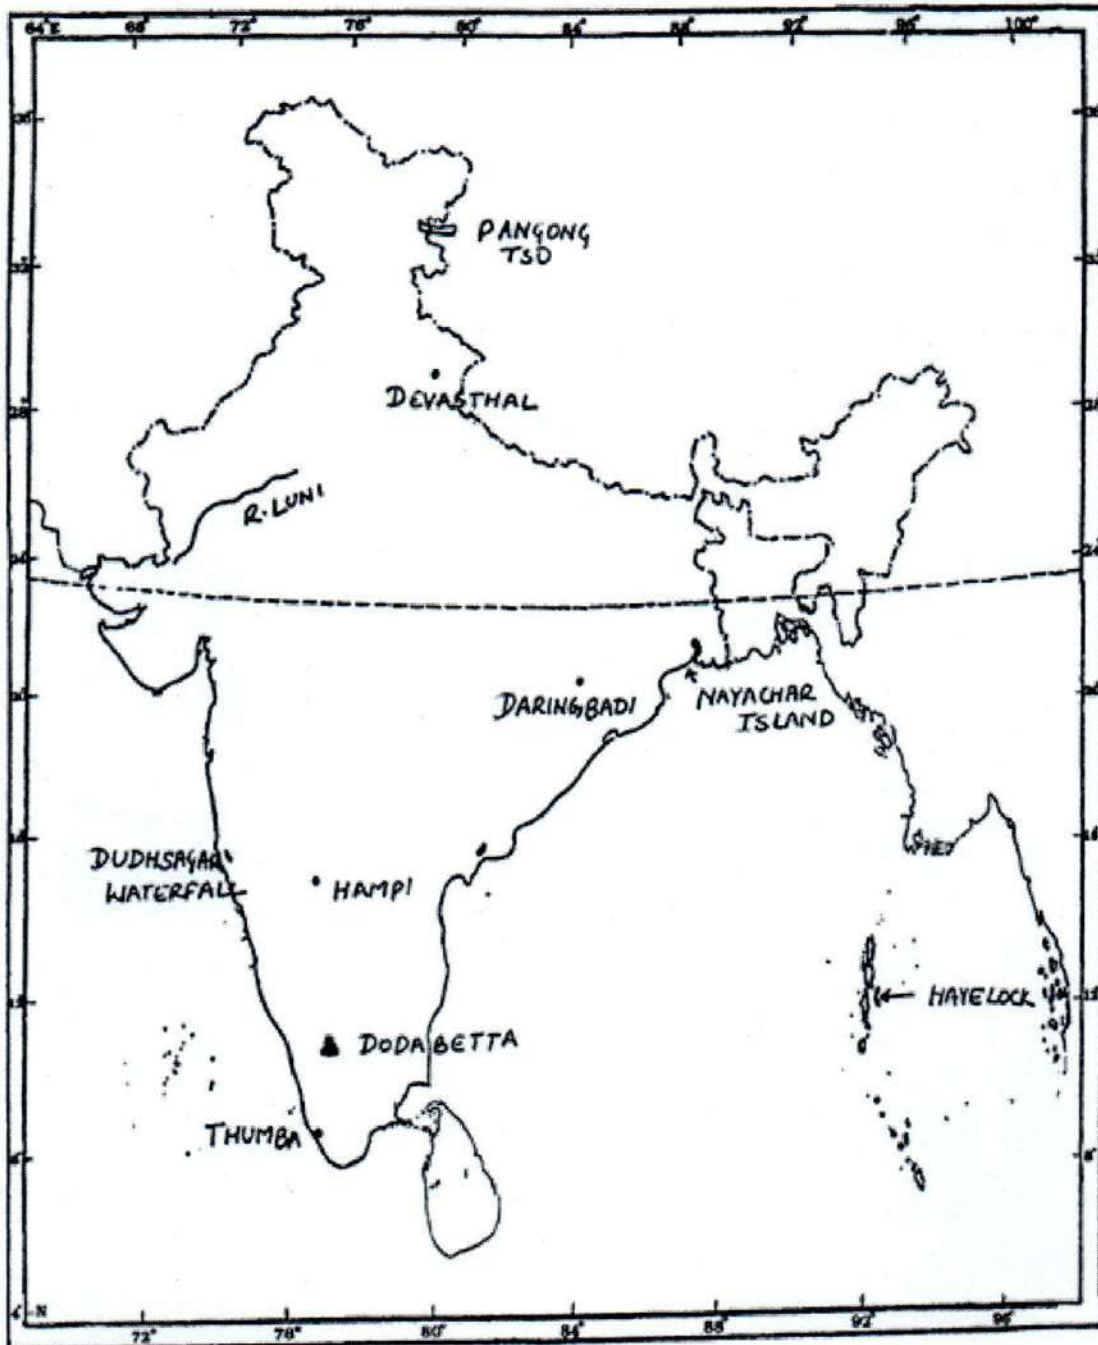 64°E 68° 72° 76° 80° 84° 88° 92° 96° 100°
PANGONG
TSO
DEVASTHAL
R. LUNI
DARINGBADI
NAYACHAR
ISLAND
DUDHSAGAR
WATERFALL
HAMPI
HAVELOCK
DODABETTA
THUMBA
72° 76° 80° 84° 88° 92° 96°